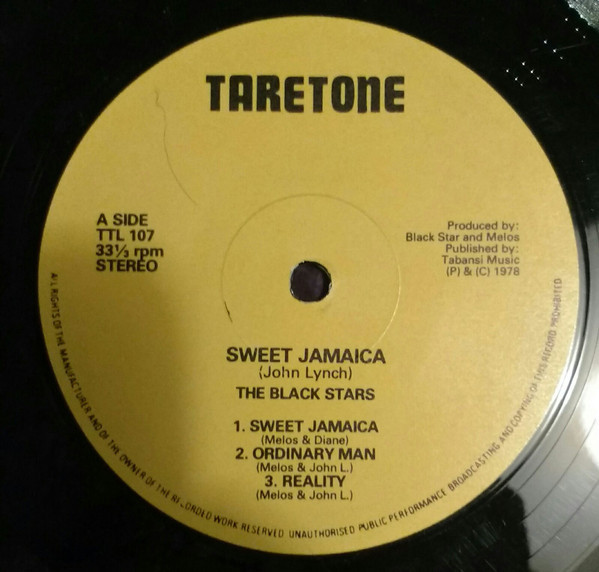 TARETONE
A SIDE
TTL 107
33⅓ rpm
STEREO
Produced by:
Black Star and Melos
Published by:
Tabansi Music
(P) & (C) 1978
SWEET JAMAICA
(John Lynch)
THE BLACK STARS
1. SWEET JAMAICA
(Melos & Diane)
2. ORDINARY MAN
(Melos & John L.)
3. REALITY
(Melos & John L.)
ALL RIGHTS OF THE MANUFACTURER AND OF THE OWNER OF THE RECORDED WORK RESERVED UNAUTHORISED PUBLIC PERFORMANCE BROADCASTING AND COPYING OF THIS RECORD PROHIBITED